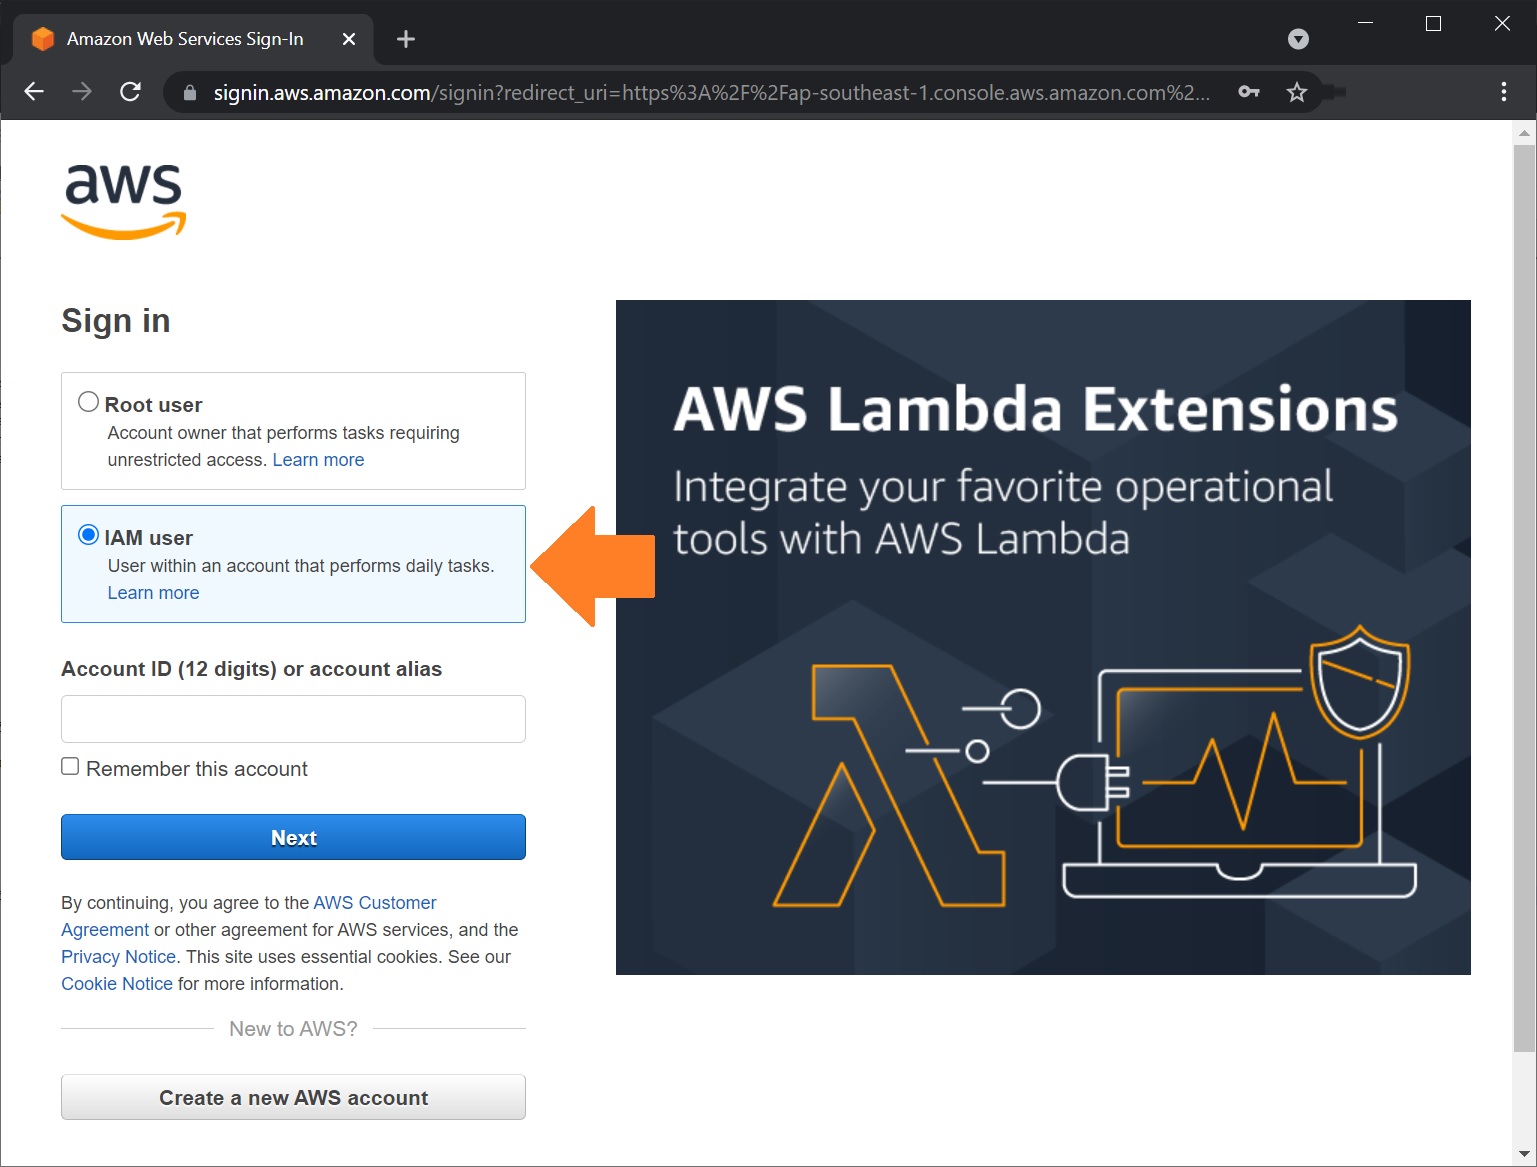 Amazon Web Services Sign-In
signin.aws.amazon.com/signin?redirect_uri=https%3A%2F%2Fap-southeast-1.console.aws.amazon.com%2...
aws
Sign in
Root user
Account owner that performs tasks requiring
unrestricted access. Learn more
IAM user
User within an account that performs daily tasks.
Learn more
Account ID (12 digits) or account alias
Remember this account
Next
By continuing, you agree to the AWS Customer
Agreement or other agreement for AWS services, and the
Privacy Notice. This site uses essential cookies. See our
Cookie Notice for more information.
New to AWS?
Create a new AWS account
AWS Lambda Extensions
Integrate your favorite operational
tools with AWS Lambda